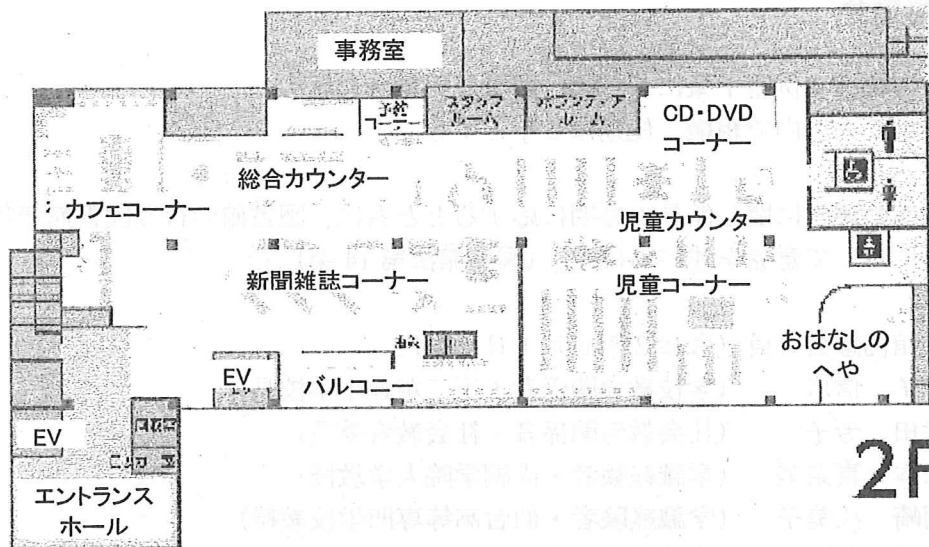 事務室
予約
コーナー
スタッフ
ルーム
ボランティア
ルーム
CD・DVD
コーナー
総合カウンター
カフェコーナー
児童カウンタ
新聞雑誌コーナー
児童コーナー
おはなしの
へや
EV
バルコニー
EV
エントランス
ホール
2F